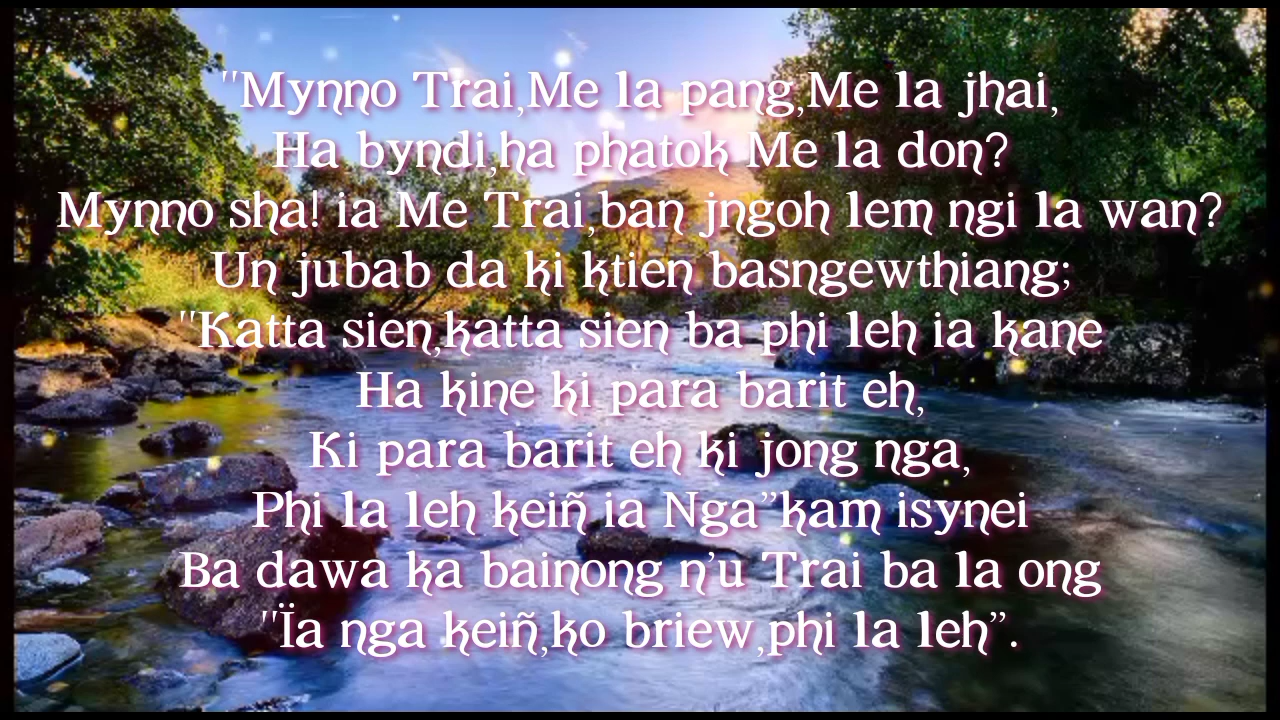 "Mynno Trai,Me la pang,Me la jhai,
Ha byndi,ha phatok Me la don?
Mynno sha! ia Me Trai,ban jngoh lem ngi la wan?
Un jubab da ki ktien basngewthiang;
"Katta sien,katta sien ba phi leh ia kane
Ha kine ki para barit eh,
Ki para barit eh ki jong nga,
Phi la leh keiñ ia Nga”kam isynei
Ba dawa ka bainong n’u Trai ba la ong
"Ïa nga keiñ,ko briew,phi la leh”.